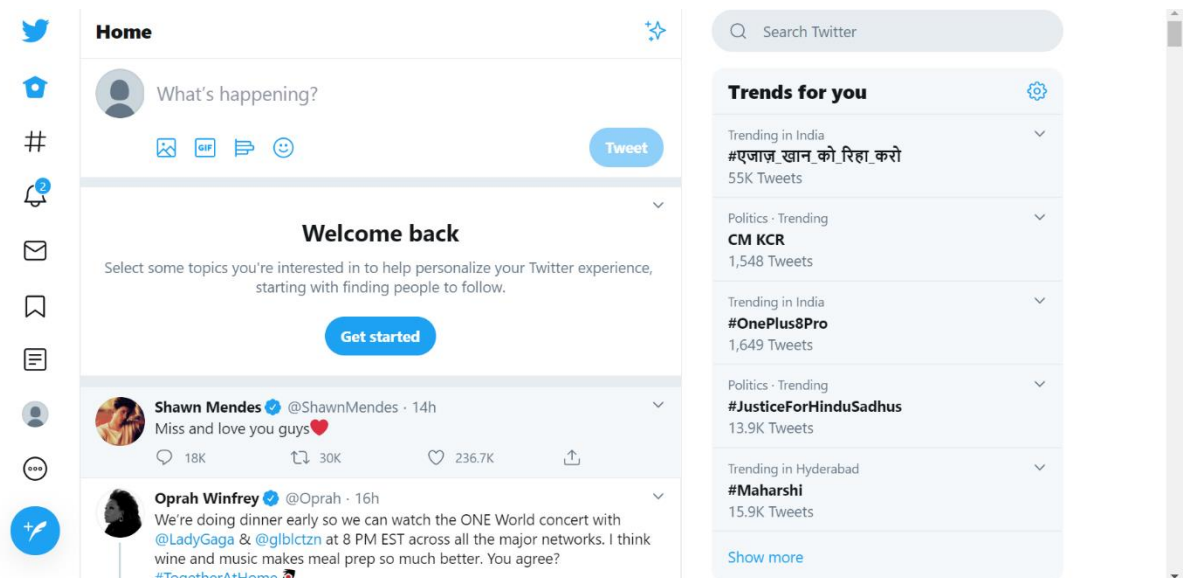 Home
What's happening?
GIF
Tweet
2
Welcome back
Select some topics you're interested in to help personalize your Twitter experience,
starting with finding people to follow.
Get started
Shawn Mendes @ShawnMendes · 14h
Miss and love you guys❤️
18K 30K 236.7K
Oprah Winfrey @Oprah · 16h
We're doing dinner early so we can watch the ONE World concert with
@LadyGaga & @glblctzn at 8 PM EST across all the major networks. I think
wine and music makes meal prep so much better. You agree?
#TogetherAtHome
Search Twitter
Trends for you
Trending in India
#एजाज़_खान_को_रिहा_करो
55K Tweets
Politics · Trending
CM KCR
1,548 Tweets
Trending in India
#OnePlus8Pro
1,649 Tweets
Politics · Trending
#JusticeForHinduSadhus
13.9K Tweets
Trending in Hyderabad
#Maharshi
15.9K Tweets
Show more